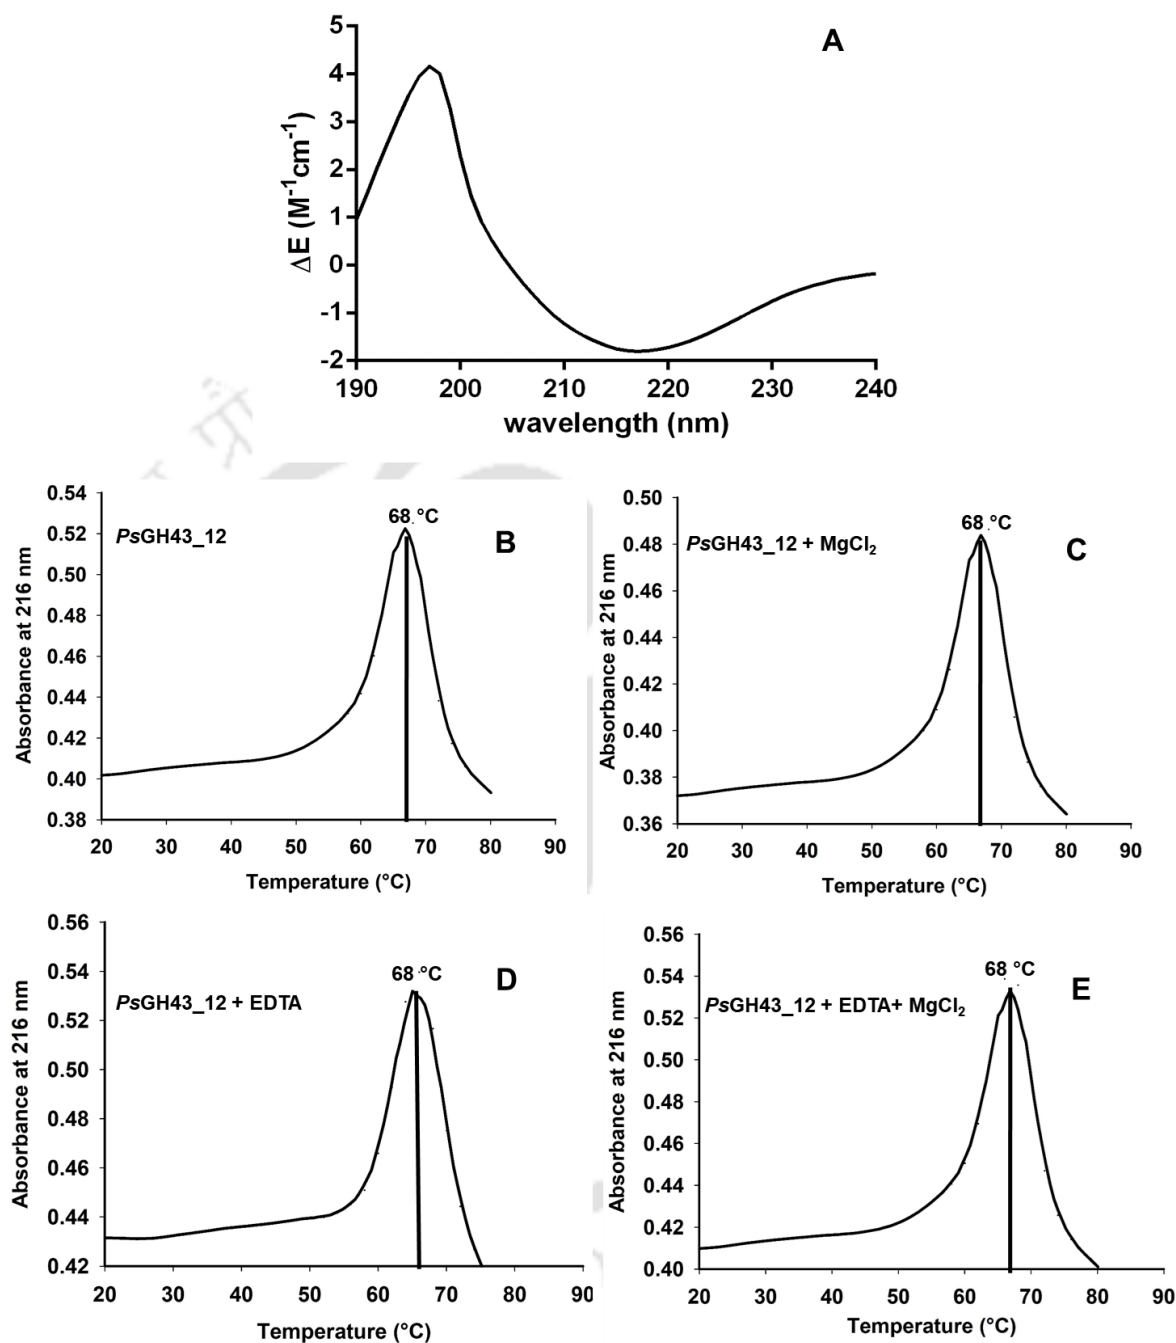 A
5
4
3
2
1
0
-1
-2
ΔE (M⁻¹cm⁻¹)
190 200 210 220 230 240
wavelength (nm)
0.54
0.52
0.50
0.48
0.46
0.44
0.42
0.40
0.38
Absorbance at 216 nm
PsGH43_12
68 °C
B
20 30 40 50 60 70 80 90
Temperature (°C)
0.50
0.48
0.46
0.44
0.42
0.40
0.38
0.36
Absorbance at 216 nm
PsGH43_12 + MgCl₂
68 °C
C
20 30 40 50 60 70 80 90
Temperature (°C)
0.56
0.54
0.52
0.50
0.48
0.46
0.44
0.42
Absorbance at 216 nm
PsGH43_12 + EDTA
68 °C
D
20 30 40 50 60 70 80 90
Temperature (°C)
0.56
0.54
0.52
0.50
0.48
0.46
0.44
0.42
0.40
Absorbance at 216 nm
PsGH43_12 + EDTA+ MgCl₂
68 °C
E
20 30 40 50 60 70 80 90
Temperature (°C)